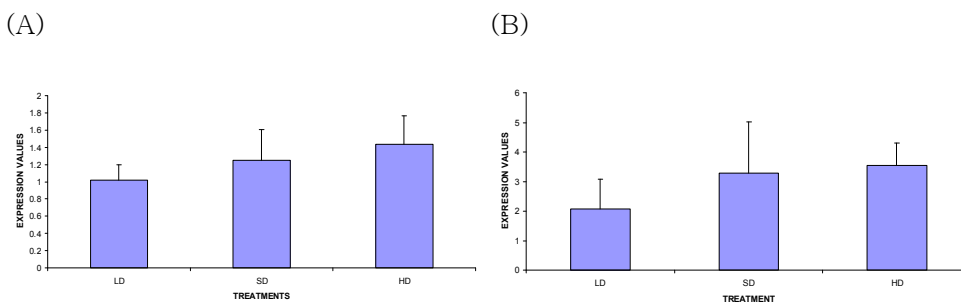 (A)
(B)
EXPRESSION VALUES
2
1.8
1.6
1.4
1.2
1
0.8
0.6
0.4
0.2
0
LD SD HD
TREATMENTS
EXPRESSION VALUES
6
5
4
3
2
1
0
LD SD HD
TREATMENT